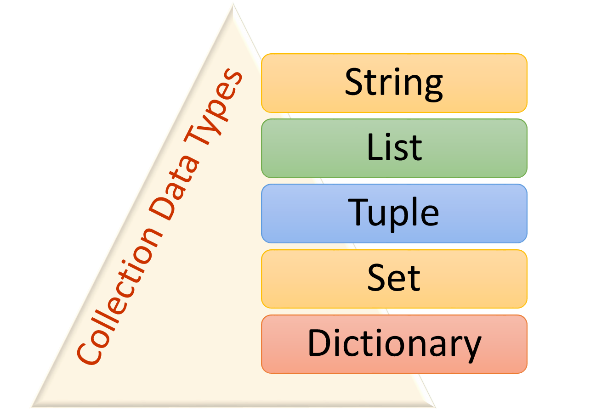 Collection Data Types
String
List
Tuple
Set
Dictionary